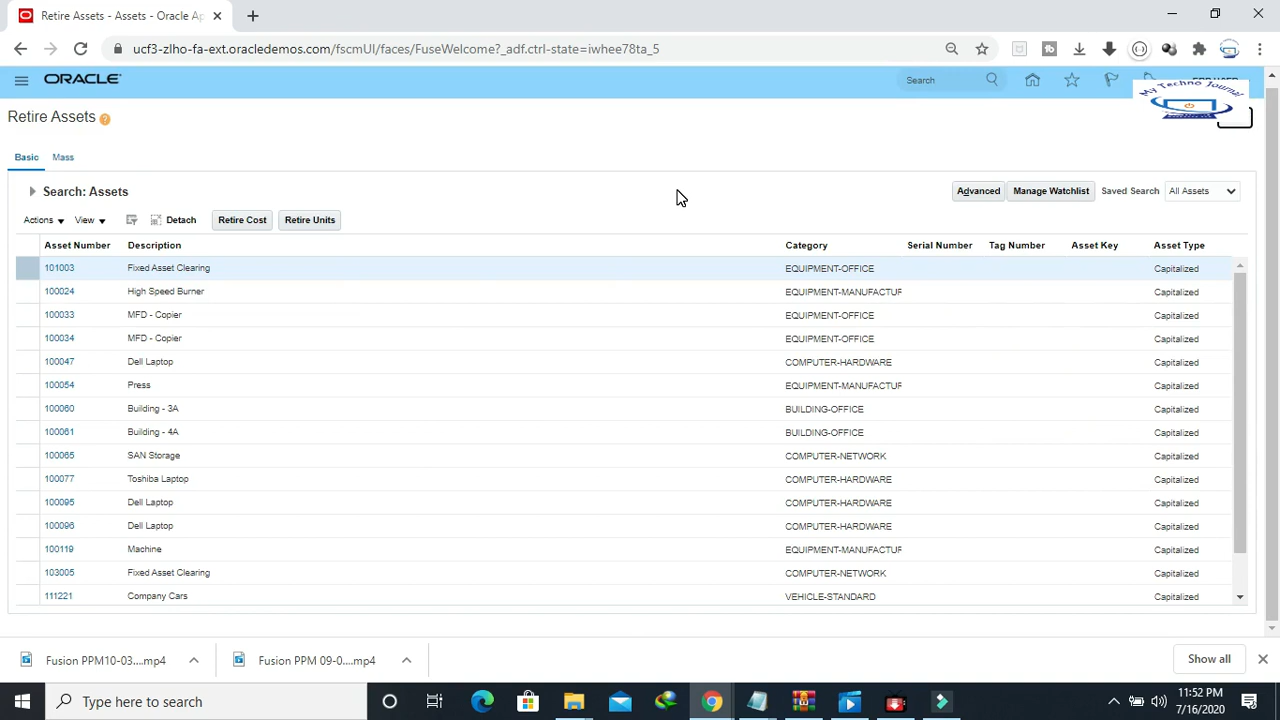 Retire Assets - Assets - Oracle Ap
ucf3-zlho-fa-ext.oracledemos.com/fscmUI/faces/FuseWelcome?_adf.ctrl-state=iwhee78ta_5
ORACLE
Search
My Techno Journal
Retire Assets
Basic Mass
Search: Assets
Advanced Manage Watchlist Saved Search All Assets
Actions View Detach Retire Cost Retire Units
Asset Number Description Category Serial Number Tag Number Asset Key Asset Type
101003 Fixed Asset Clearing EQUIPMENT-OFFICE Capitalized
100024 High Speed Burner EQUIPMENT-MANUFACTUR Capitalized
100033 MFD - Copier EQUIPMENT-OFFICE Capitalized
100034 MFD - Copier EQUIPMENT-OFFICE Capitalized
100047 Dell Laptop COMPUTER-HARDWARE Capitalized
100054 Press EQUIPMENT-MANUFACTUR Capitalized
100060 Building - 3A BUILDING-OFFICE Capitalized
100061 Building - 4A BUILDING-OFFICE Capitalized
100065 SAN Storage COMPUTER-NETWORK Capitalized
100077 Toshiba Laptop COMPUTER-HARDWARE Capitalized
100095 Dell Laptop COMPUTER-HARDWARE Capitalized
100096 Dell Laptop COMPUTER-HARDWARE Capitalized
100119 Machine EQUIPMENT-MANUFACTUR Capitalized
103005 Fixed Asset Clearing COMPUTER-NETWORK Capitalized
111221 Company Cars VEHICLE-STANDARD Capitalized
Fusion PPM10-03....mp4 Fusion PPM 09-0....mp4 Show all
Type here to search
11:52 PM
7/16/2020